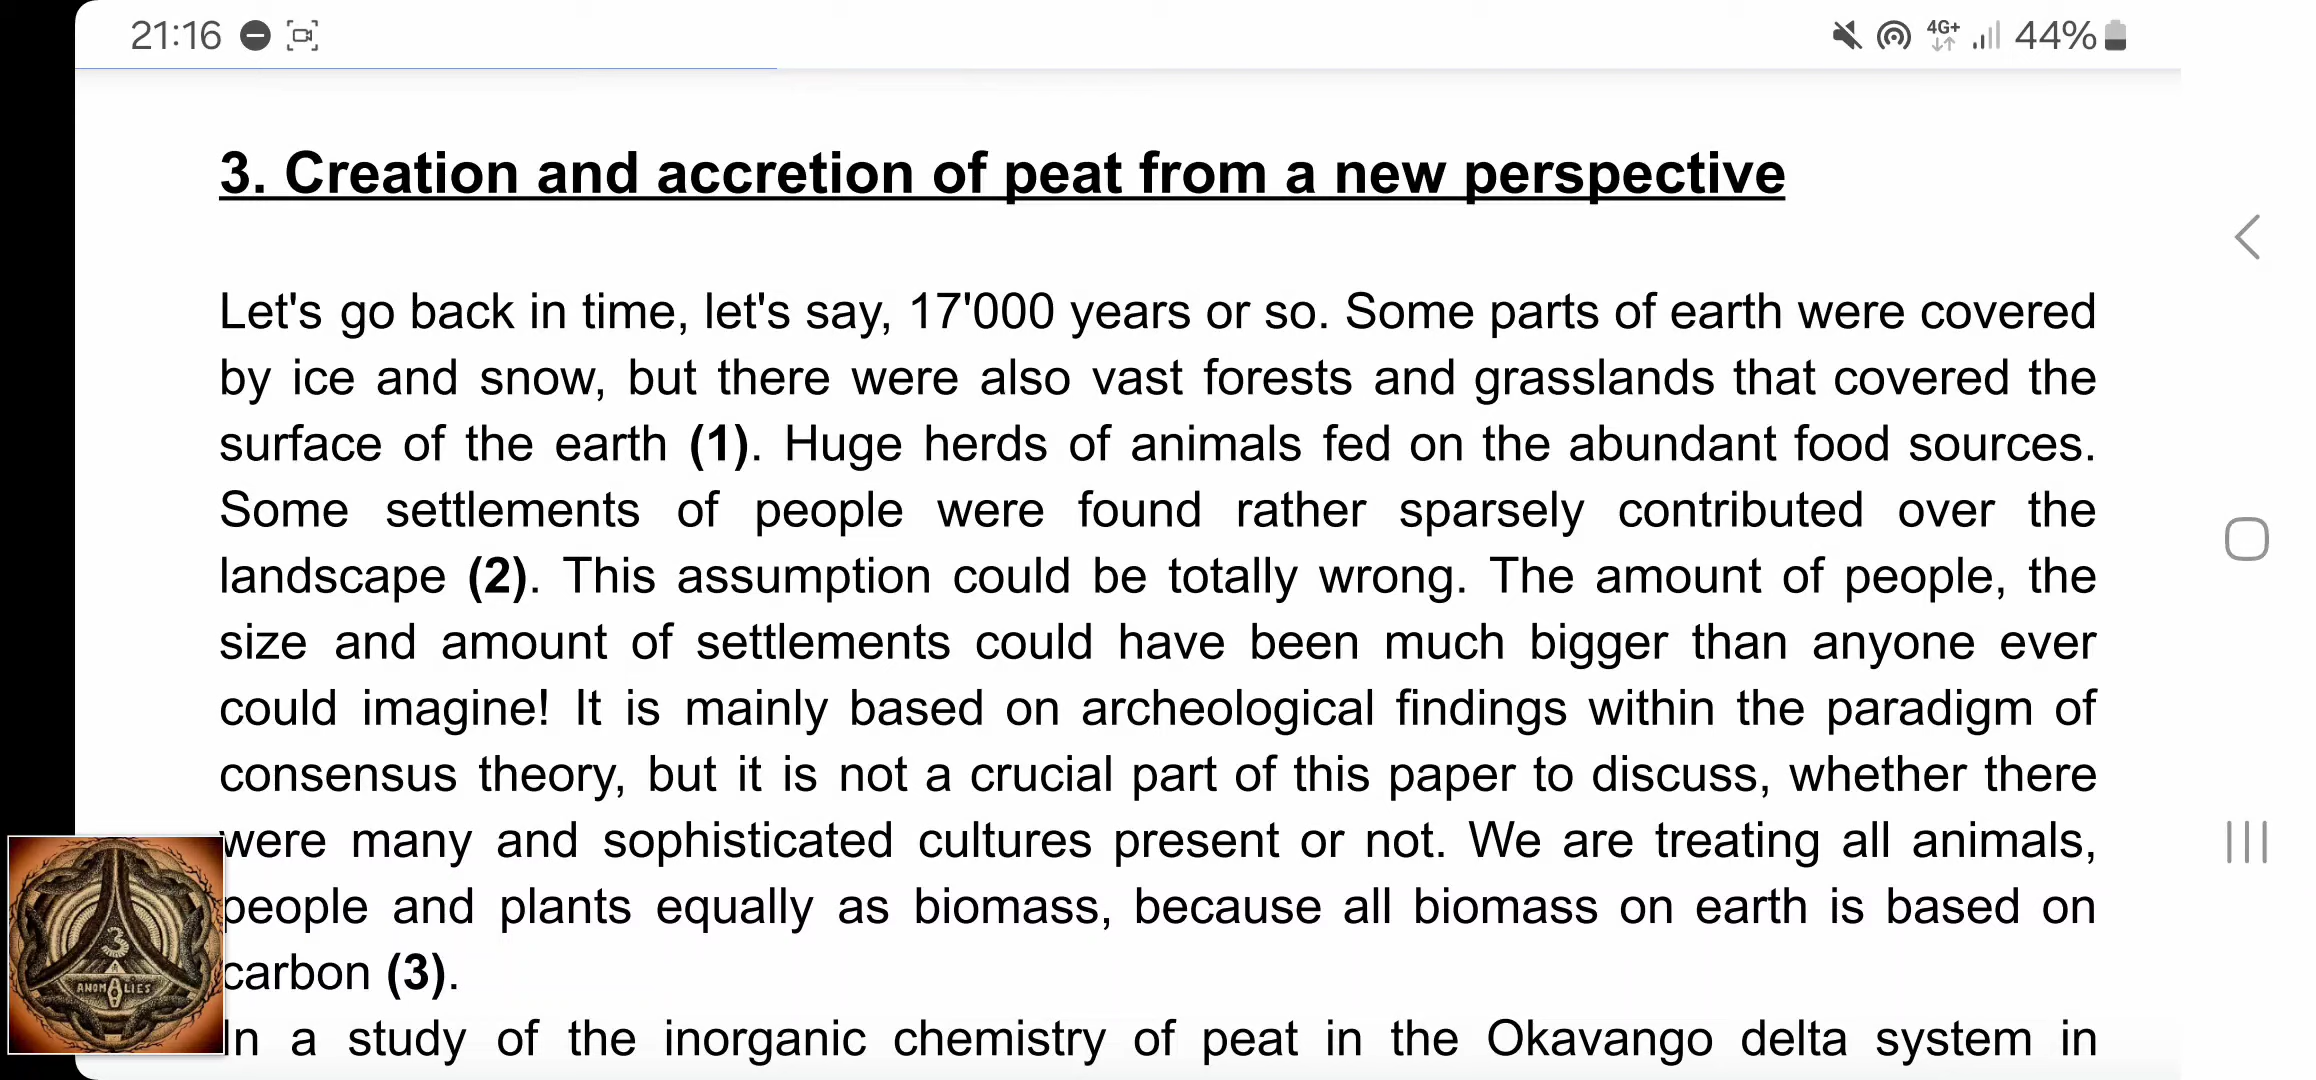 21:16
4G+
44%
3. Creation and accretion of peat from a new perspective
Let's go back in time, let's say, 17'000 years or so. Some parts of earth were covered
by ice and snow, but there were also vast forests and grasslands that covered the
surface of the earth (1). Huge herds of animals fed on the abundant food sources.
Some settlements of people were found rather sparsely contributed over the
landscape (2). This assumption could be totally wrong. The amount of people, the
size and amount of settlements could have been much bigger than anyone ever
could imagine! It is mainly based on archeological findings within the paradigm of
consensus theory, but it is not a crucial part of this paper to discuss, whether there
were many and sophisticated cultures present or not. We are treating all animals,
people and plants equally as biomass, because all biomass on earth is based on
carbon (3).
In a study of the inorganic chemistry of peat in the Okavango delta system in
3
ANOMALIES